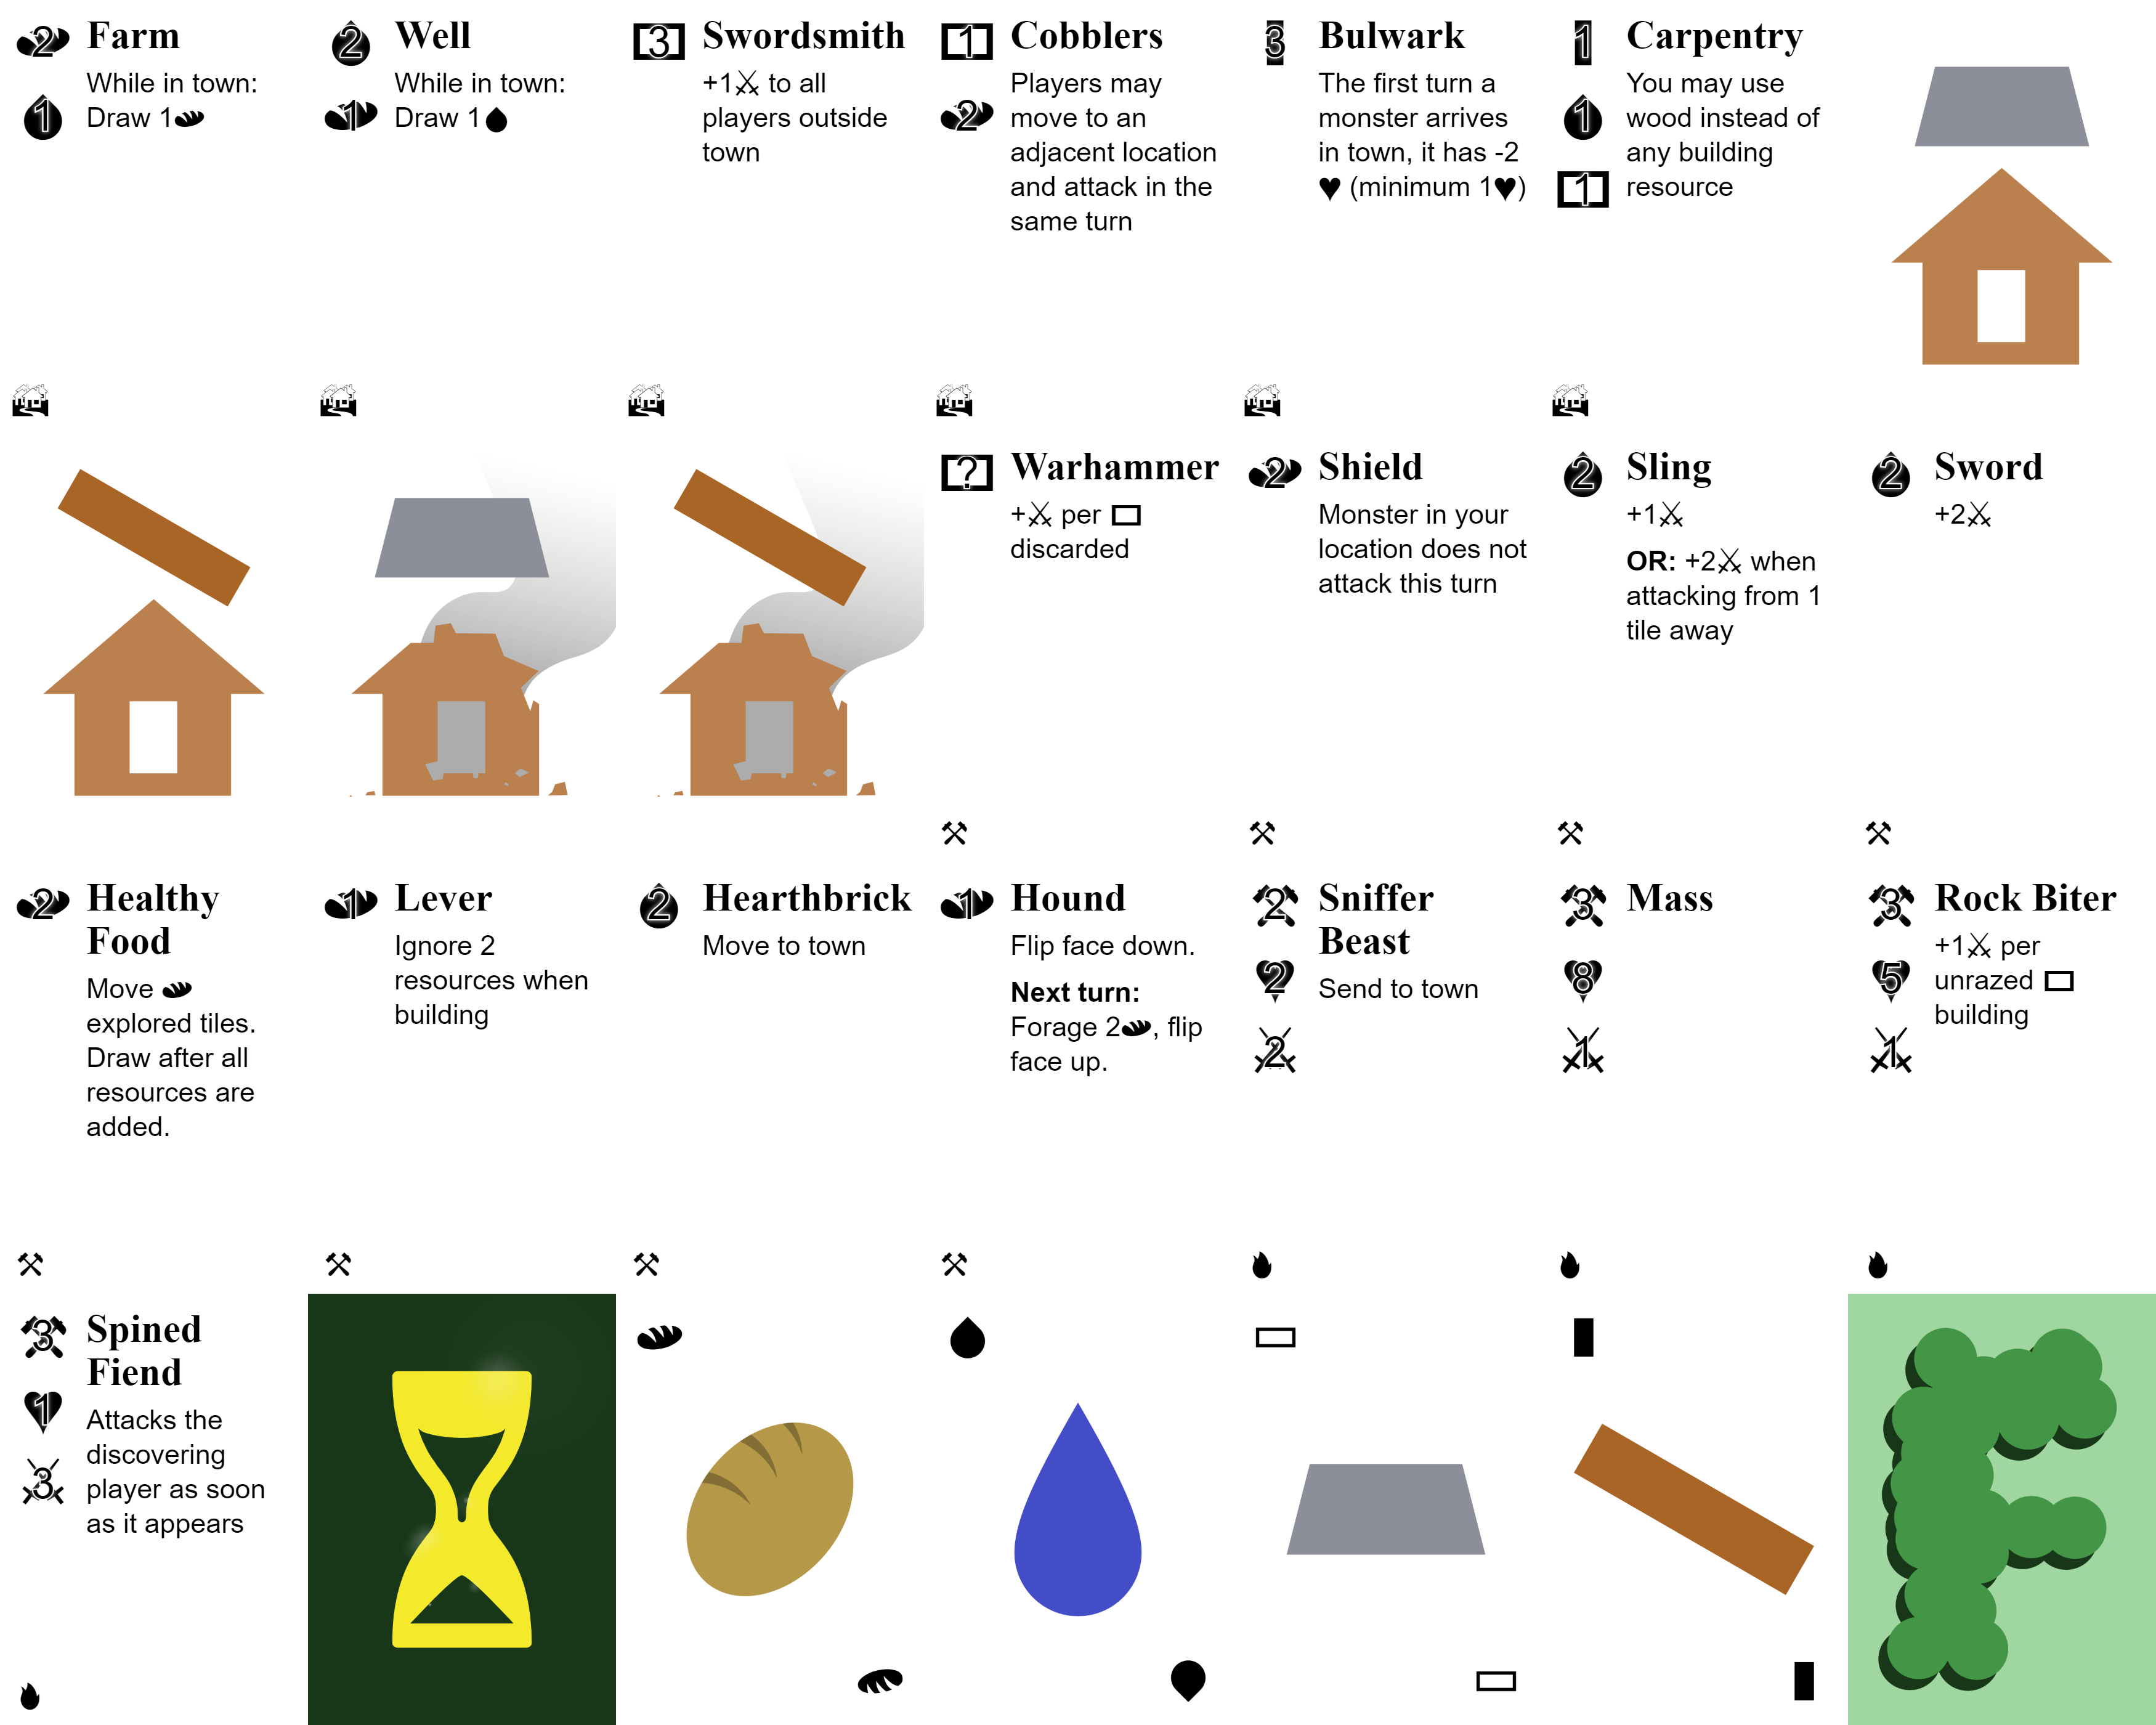 2 Farm
While in town:
1 Draw 1
2 Well
While in town:
1 Draw 1
3 Swordsmith
+1 to all
players outside
town
1 Cobblers
Players may
2 move to an
adjacent location
and attack in the
same turn
3 Bulwark
The first turn a
monster arrives
in town, it has -2
♥ (minimum 1♥)
1 Carpentry
You may use
1 wood instead of
any building
1 resource
? Warhammer
+⚔ per
discarded
2 Shield
Monster in your
location does not
attack this turn
2 Sling
+1⚔
OR: +2⚔ when
attacking from 1
tile away
2 Sword
+2⚔
2 Healthy
Food
Move
explored tiles.
Draw after all
resources are
added.
1 Lever
Ignore 2
resources when
building
2 Hearthbrick
Move to town
1 Hound
Flip face down.
Next turn:
Forage 2, flip
face up.
2 Sniffer
Beast
2 Send to town
2
3 Mass
8
1
3 Rock Biter
+1⚔ per
5 unrazed
building
1
3 Spined
Fiend
1 Attacks the
discovering
3 player as soon
as it appears